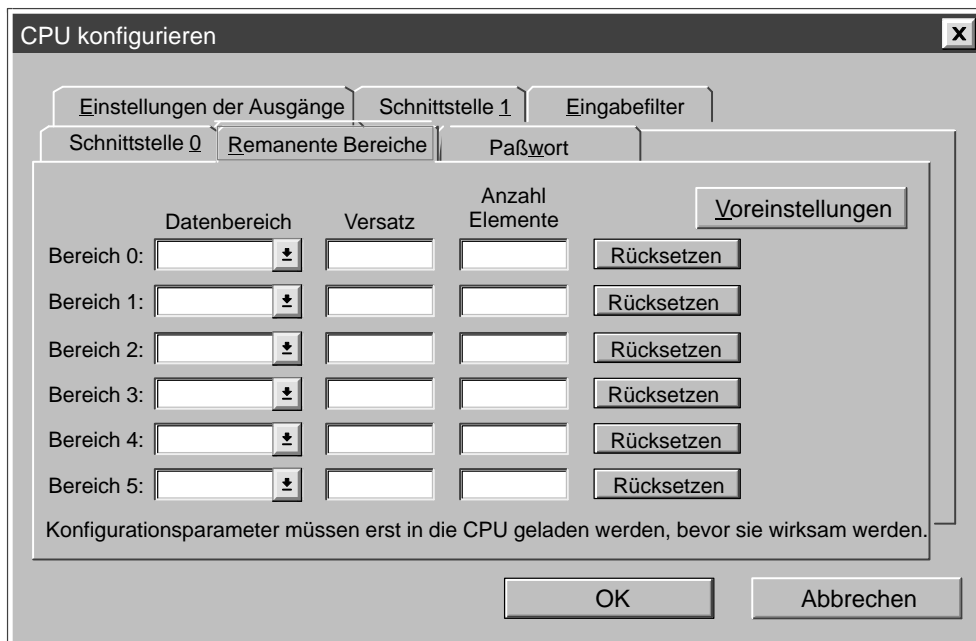 CPU konfigurieren
X
Einstellungen der Ausgänge Schnittstelle 1 Eingabefilter
Schnittstelle 0 Remanente Bereiche Paßwort
Datenbereich Versatz Anzahl Elemente Voreinstellungen
Bereich 0: Rücksetzen
Bereich 1: Rücksetzen
Bereich 2: Rücksetzen
Bereich 3: Rücksetzen
Bereich 4: Rücksetzen
Bereich 5: Rücksetzen
Konfigurationsparameter müssen erst in die CPU geladen werden, bevor sie wirksam werden.
OK Abbrechen